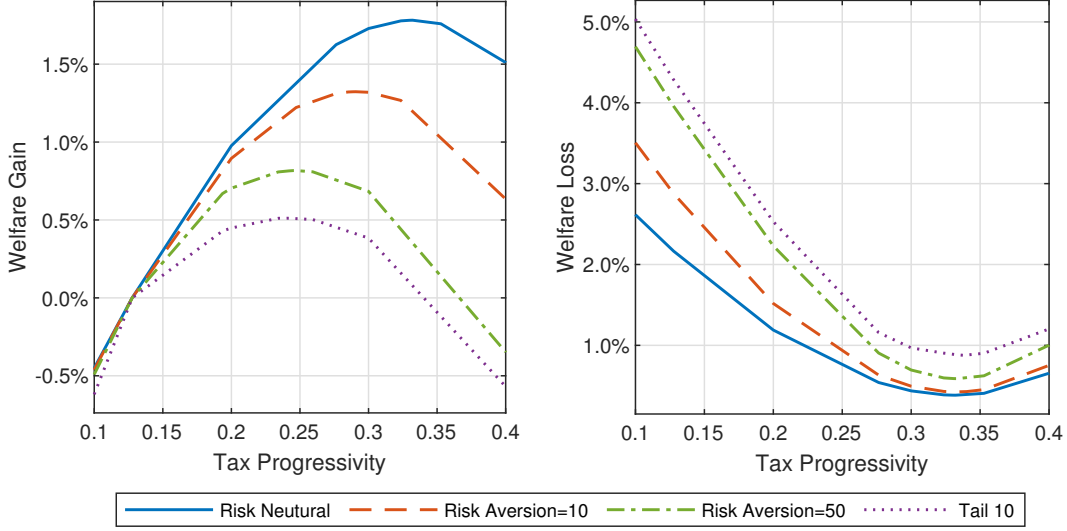 Welfare Gain
1.5%
1.0%
0.5%
0.0%
-0.5%
0.1 0.15 0.2 0.25 0.3 0.35 0.4
Tax Progressivity
Welfare Loss
5.0%
4.0%
3.0%
2.0%
1.0%
0.1 0.15 0.2 0.25 0.3 0.35 0.4
Tax Progressivity
Risk Neutural Risk Aversion=10 Risk Aversion=50 Tail 10